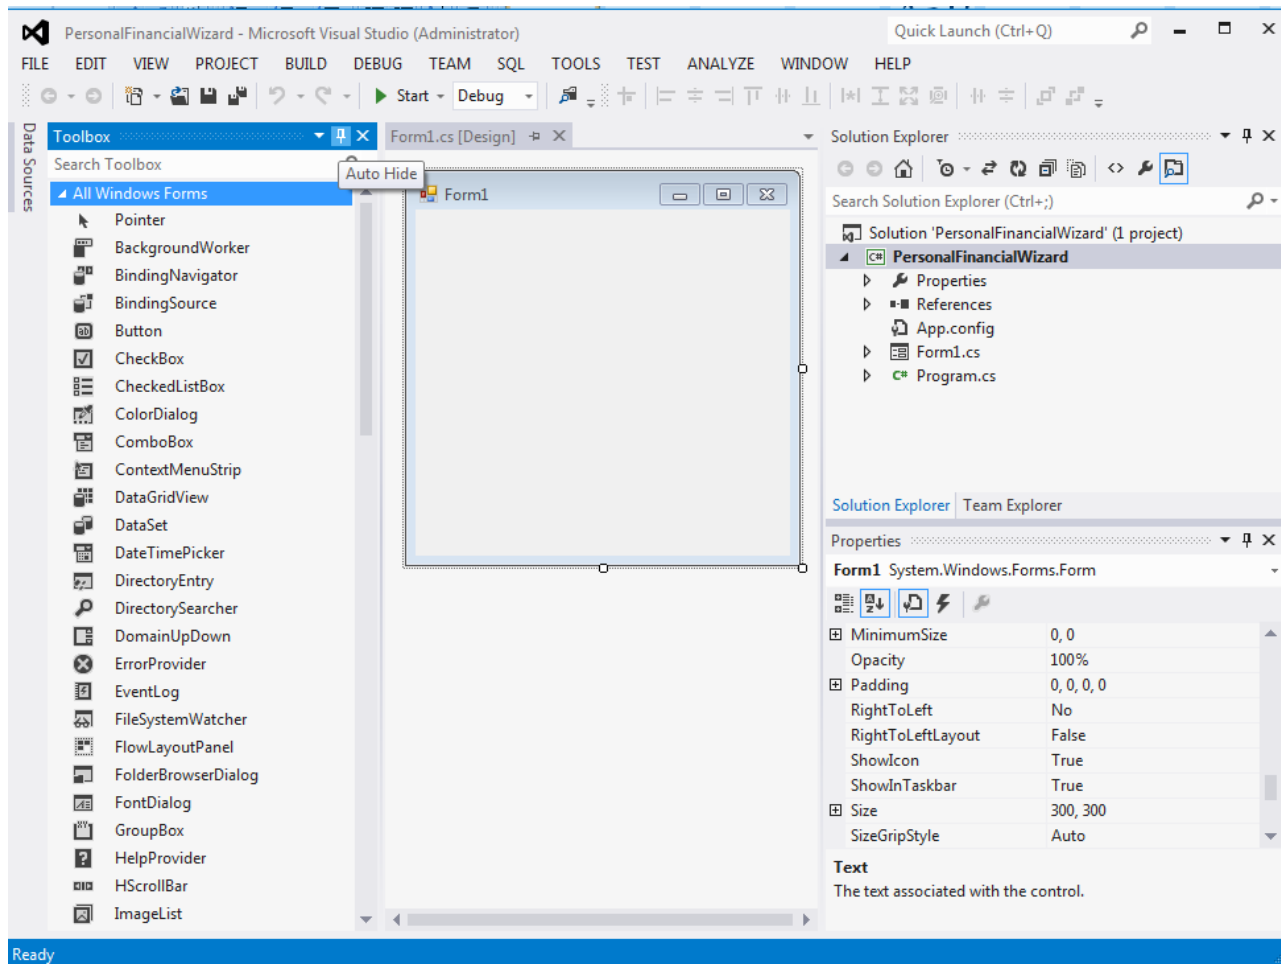 PersonalFinancialWizard - Microsoft Visual Studio (Administrator)
Quick Launch (Ctrl+Q)
FILE EDIT VIEW PROJECT BUILD DEBUG TEAM SQL TOOLS TEST ANALYZE WINDOW HELP
Start Debug
Data Sources
Toolbox
Search Toolbox
Auto Hide
All Windows Forms
Pointer
BackgroundWorker
BindingNavigator
BindingSource
Button
CheckBox
CheckedListBox
ColorDialog
ComboBox
ContextMenuStrip
DataGridView
DataSet
DateTimePicker
DirectoryEntry
DirectorySearcher
DomainUpDown
ErrorProvider
EventLog
FileSystemWatcher
FlowLayoutPanel
FolderBrowserDialog
FontDialog
GroupBox
HelpProvider
HScrollBar
ImageList
Form1.cs [Design]
Form1
Solution Explorer
Search Solution Explorer (Ctrl+;)
Solution 'PersonalFinancialWizard' (1 project)
C# PersonalFinancialWizard
Properties
References
App.config
Form1.cs
C# Program.cs
Solution Explorer Team Explorer
Properties
Form1 System.Windows.Forms.Form
MinimumSize 0, 0
Opacity 100%
Padding 0, 0, 0, 0
RightToLeft No
RightToLeftLayout False
ShowIcon True
ShowInTaskbar True
Size 300, 300
SizeGripStyle Auto
Text
The text associated with the control.
Ready